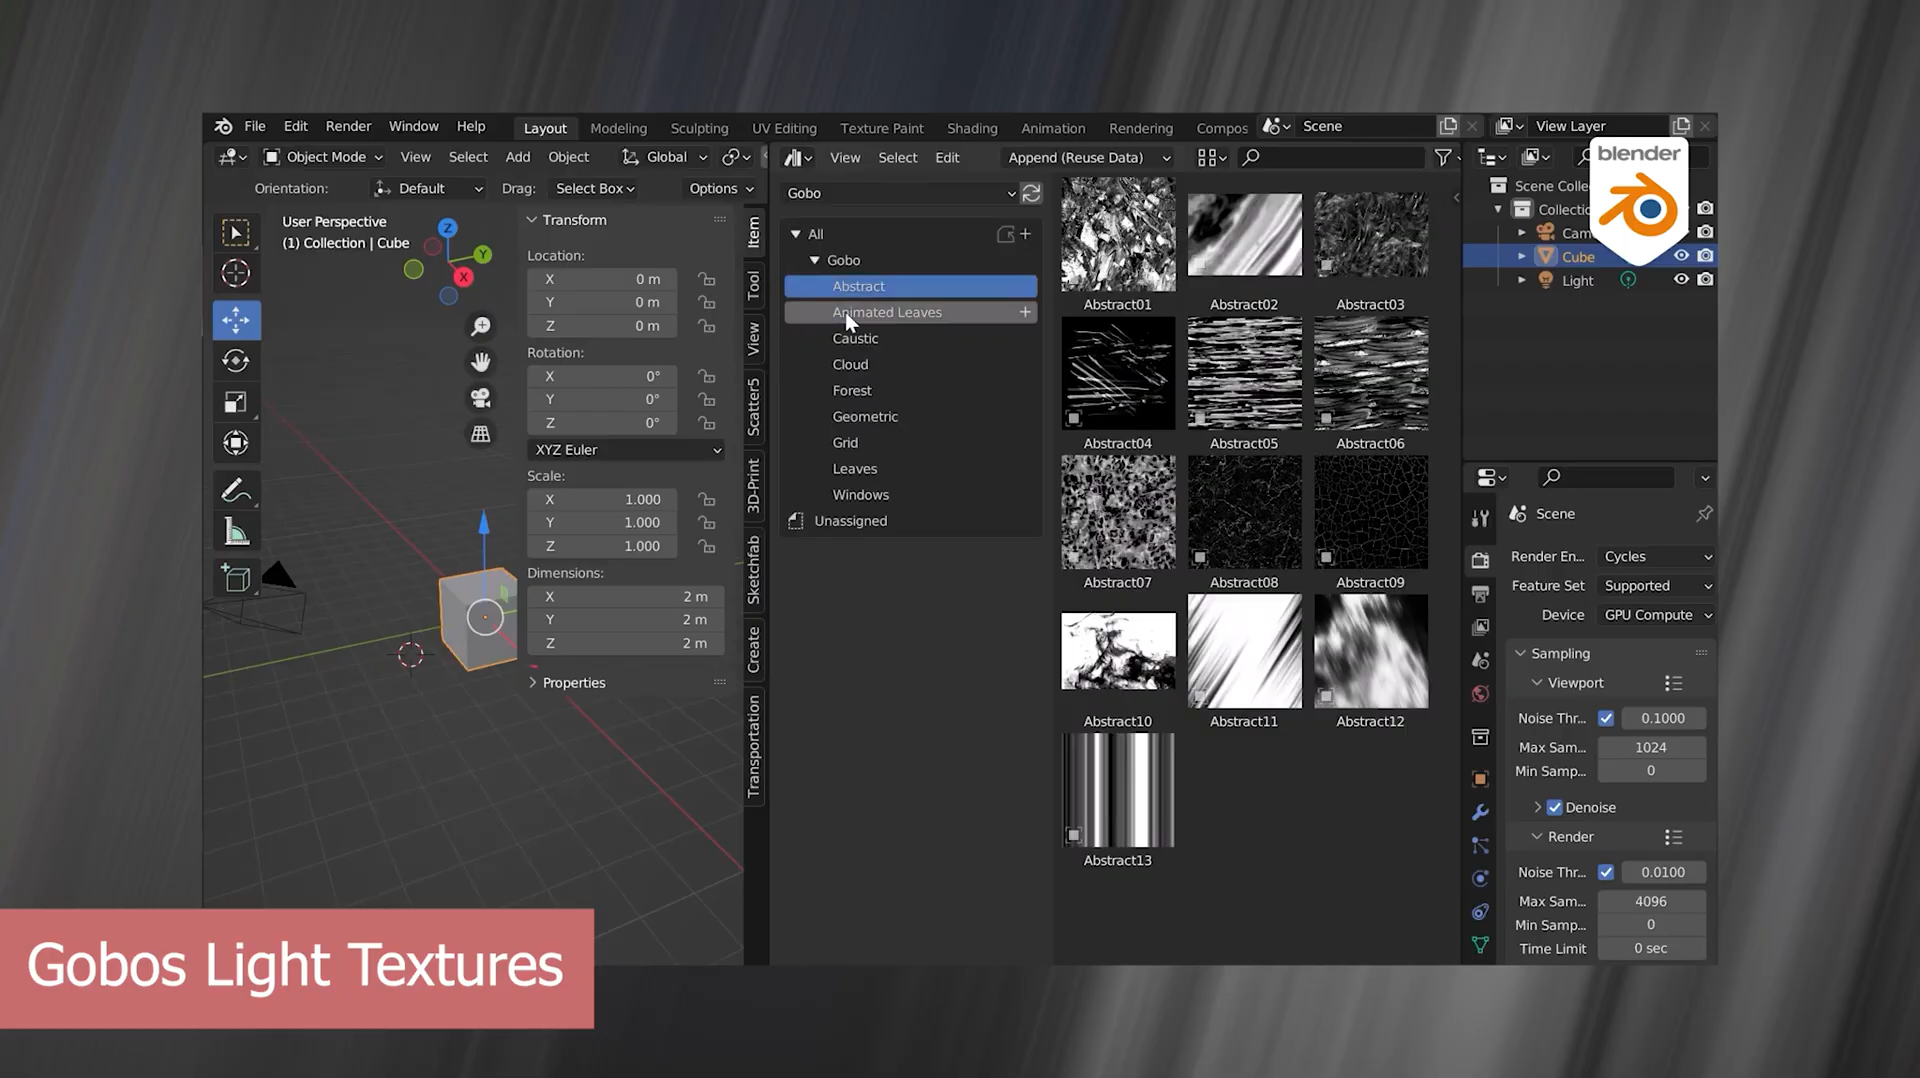 File Edit Render Window Help Layout Modeling Sculpting UV Editing Texture Paint Shading Animation Rendering Compos Scene View Layer
Object Mode View Select Add Object Global
View Select Edit Append (Reuse Data)
blender
Orientation: Default Drag: Select Box Options
Gobo
Scene Colle
Collectio
Cam
Cube
Light
User Perspective
(1) Collection | Cube
Z
Y
X
Transform
Location:
X 0 m
Y 0 m
Z 0 m
Rotation:
X 0°
Y 0°
Z 0°
XYZ Euler
Scale:
X 1.000
Y 1.000
Z 1.000
Dimensions:
X 2 m
Y 2 m
Z 2 m
Properties
Item
Tool
View
Scatter5
3D-Print
Sketchfab
Create
Transportation
All
Gobo
Abstract
Animated Leaves
Caustic
Cloud
Forest
Geometric
Grid
Leaves
Windows
Unassigned
Abstract01 Abstract02 Abstract03
Abstract04 Abstract05 Abstract06
Abstract07 Abstract08 Abstract09
Abstract10 Abstract11 Abstract12
Abstract13
Scene
Render En... Cycles
Feature Set Supported
Device GPU Compute
Sampling
Viewport
Noise Thr... 0.1000
Max Sam... 1024
Min Samp... 0
Denoise
Render
Noise Thr... 0.0100
Max Sam... 4096
Min Samp... 0
Time Limit 0 sec
Gobos Light Textures